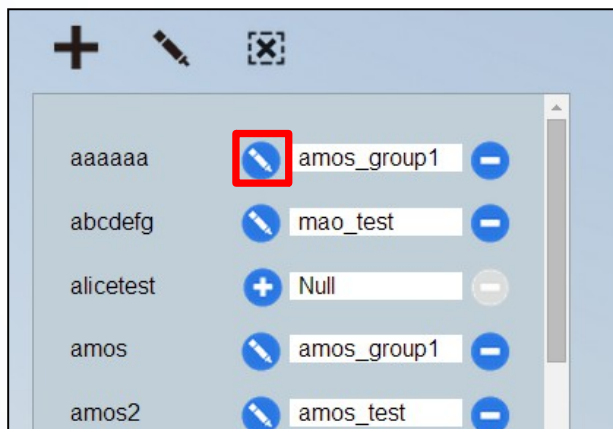 aaaaaa amos_group1
abcdefg mao_test
alicetest Null
amos amos_group1
amos2 amos_test